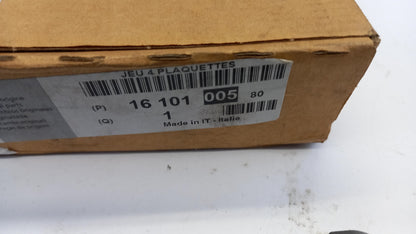 JEU 4 PLAQUETTES
(P) 16 101 005 80
(Q) 1
Made in IT - Italie